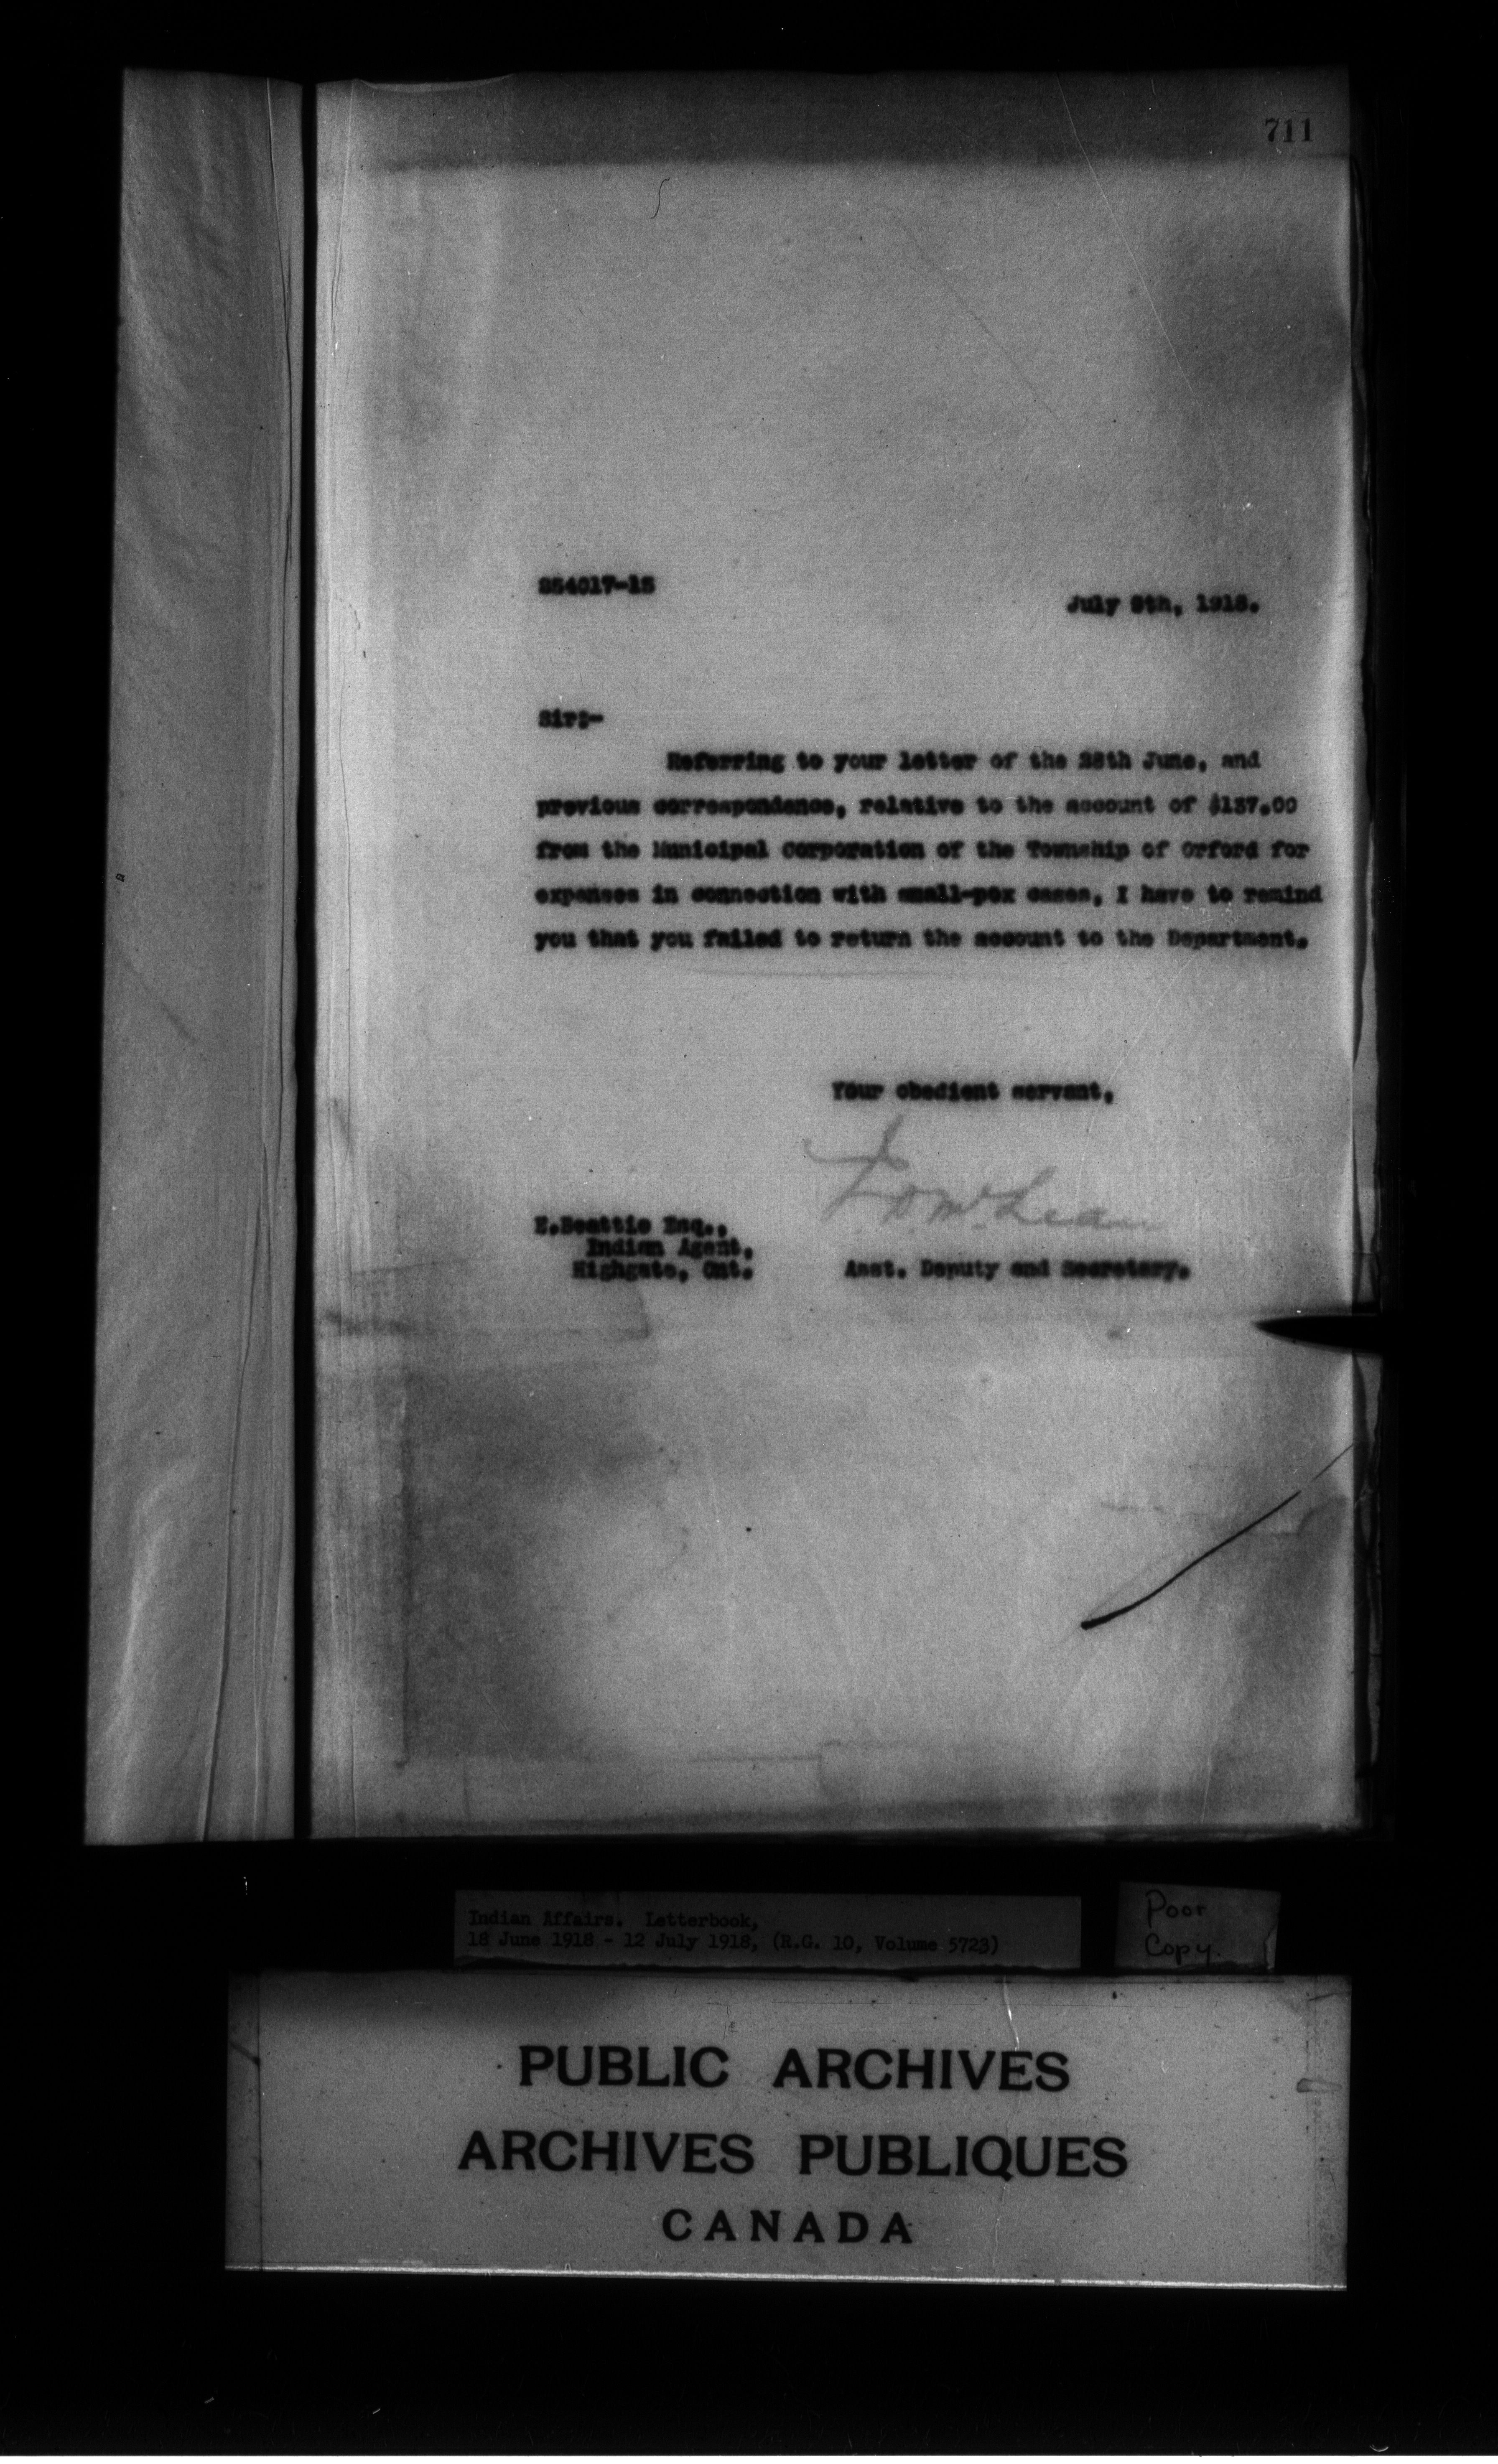 711
254017-15
July 9th, 1918.
Sir:-
Referring to your letter of the 28th June, and
previous correspondence, relative to the account of $137.00
from the Municipal Corporation of the Township of Orford for
expenses in connection with small-pox cases, I have to remind
you that you failed to return the account to the Department.
Your obedient servant,
J.D. McLean
E.Beattie Esq.,
Indian Agent,
Highgate, Ont.
Asst. Deputy and Secretary.
Indian Affairs. Letterbook,
18 June 1918 - 12 July 1918, (R.G. 10, Volume 5723)
Poor
Copy.
PUBLIC ARCHIVES
ARCHIVES PUBLIQUES
CANADA